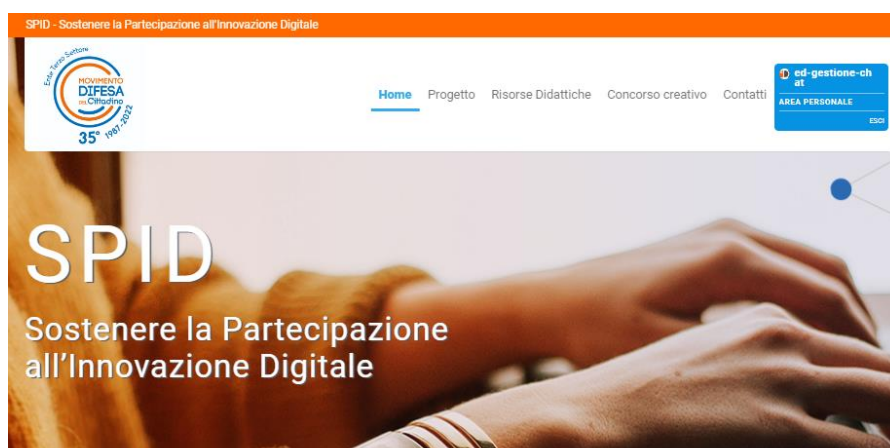 SPID - Sostenere la Partecipazione all'Innovazione Digitale
Ente Terzo Settore
MOVIMENTO
DIFESA
DEL Cittadino
35° 1987-2022
Home Progetto Risorse Didattiche Concorso creativo Contatti
ed-gestione-ch
at
AREA PERSONALE
ESCI
SPID
Sostenere la Partecipazione
all'Innovazione Digitale